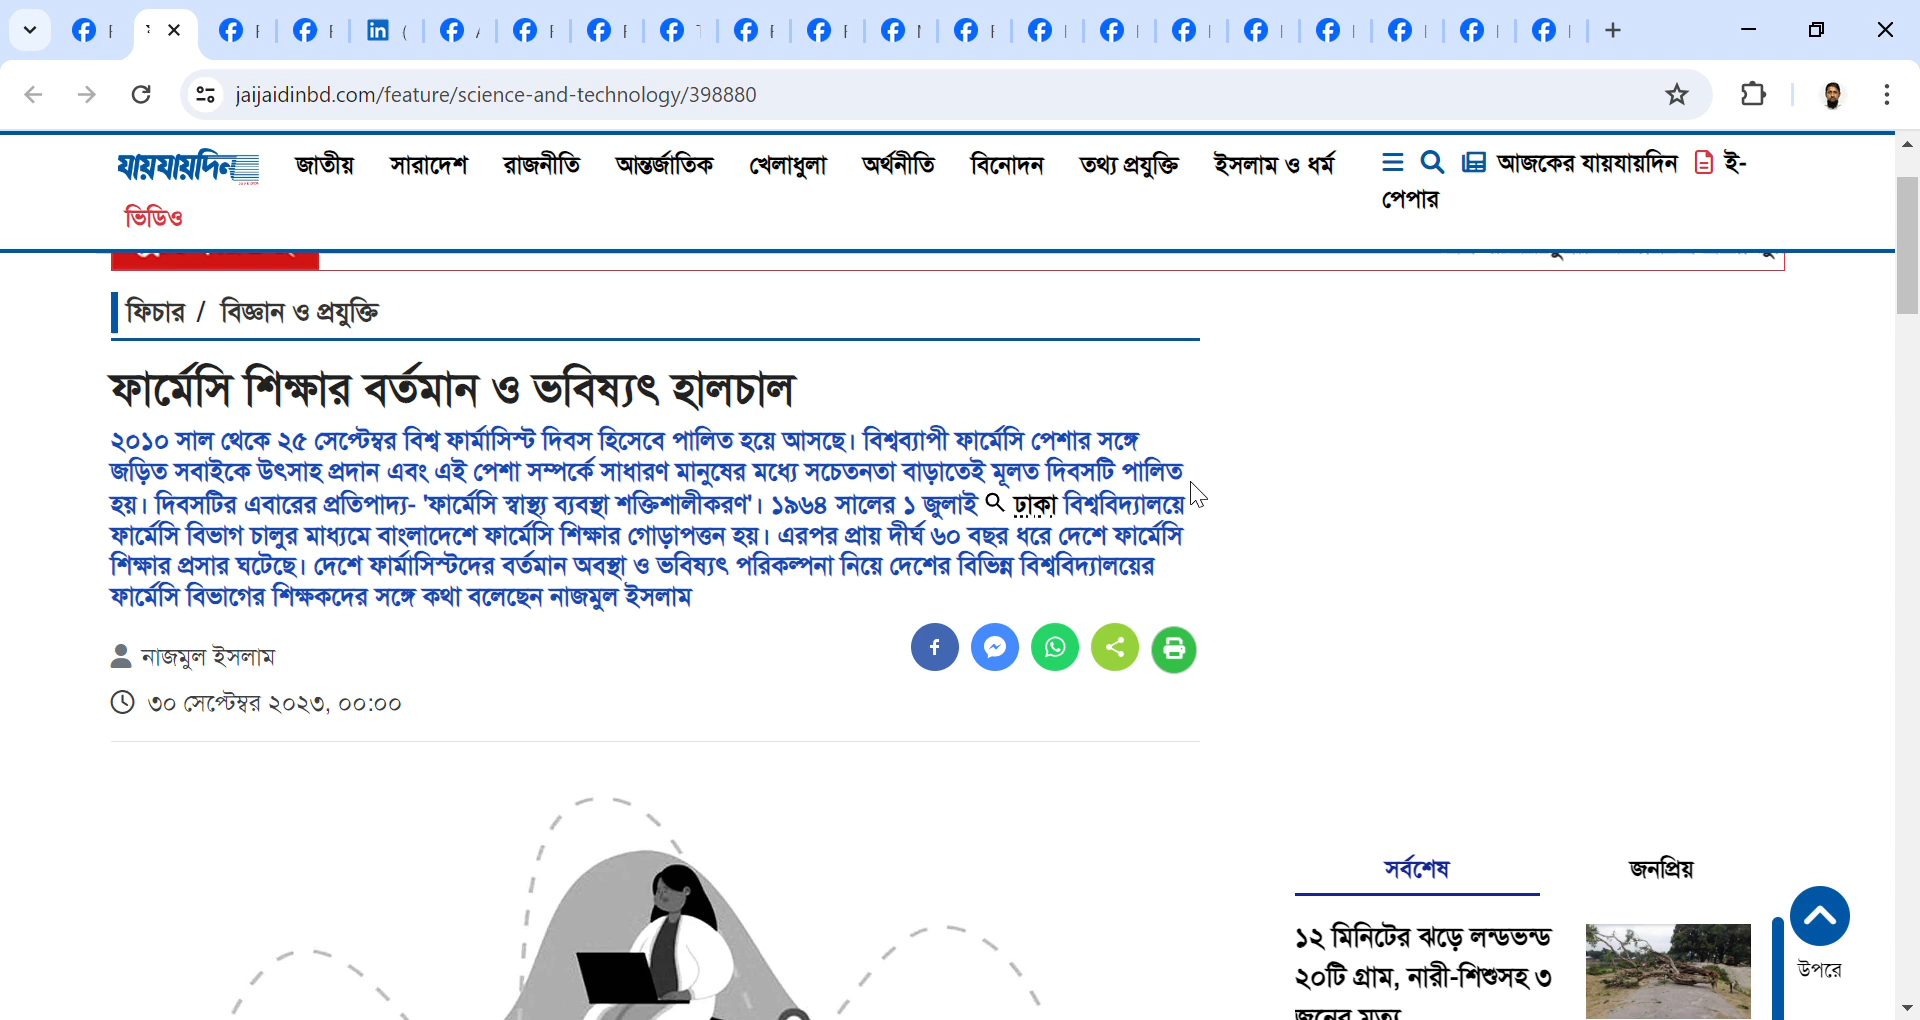 jaijaidinbd.com/feature/science-and-technology/398880
যায়যায়দিন জাতীয় সারাদেশ রাজনীতি আন্তর্জাতিক খেলাধুলা অর্থনীতি বিনোদন তথ্য প্রযুক্তি ইসলাম ও ধর্ম আজকের যায়যায়দিন ই-
পেপার
ভিডিও
ফিচার / বিজ্ঞান ও প্রযুক্তি
ফার্মেসি শিক্ষার বর্তমান ও ভবিষ্যৎ হালচাল
২০১০ সাল থেকে ২৫ সেপ্টেম্বর বিশ্ব ফার্মাসিস্ট দিবস হিসেবে পালিত হয়ে আসছে। বিশ্বব্যাপী ফার্মেসি পেশার সঙ্গে
জড়িত সবাইকে উৎসাহ প্রদান এবং এই পেশা সম্পর্কে সাধারণ মানুষের মধ্যে সচেতনতা বাড়াতেই মূলত দিবসটি পালিত
হয়। দিবসটির এবারের প্রতিপাদ্য- 'ফার্মেসি স্বাস্থ্য ব্যবস্থা শক্তিশালীকরণ'। ১৯৬৪ সালের ১ জুলাই ঢাকা বিশ্ববিদ্যালয়ে
ফার্মেসি বিভাগ চালুর মাধ্যমে বাংলাদেশে ফার্মেসি শিক্ষার গোড়াপত্তন হয়। এরপর প্রায় দীর্ঘ ৬০ বছর ধরে দেশে ফার্মেসি
শিক্ষার প্রসার ঘটেছে। দেশে ফার্মাসিস্টদের বর্তমান অবস্থা ও ভবিষ্যৎ পরিকল্পনা নিয়ে দেশের বিভিন্ন বিশ্ববিদ্যালয়ের
ফার্মেসি বিভাগের শিক্ষকদের সঙ্গে কথা বলেছেন নাজমুল ইসলাম
নাজমুল ইসলাম
৩০ সেপ্টেম্বর ২০২৩, ০০:০০
সর্বশেষ জনপ্রিয়
১২ মিনিটের ঝড়ে লন্ডভন্ড
২০টি গ্রাম, নারী-শিশুসহ ৩
জনের মৃত্যু
উপরে